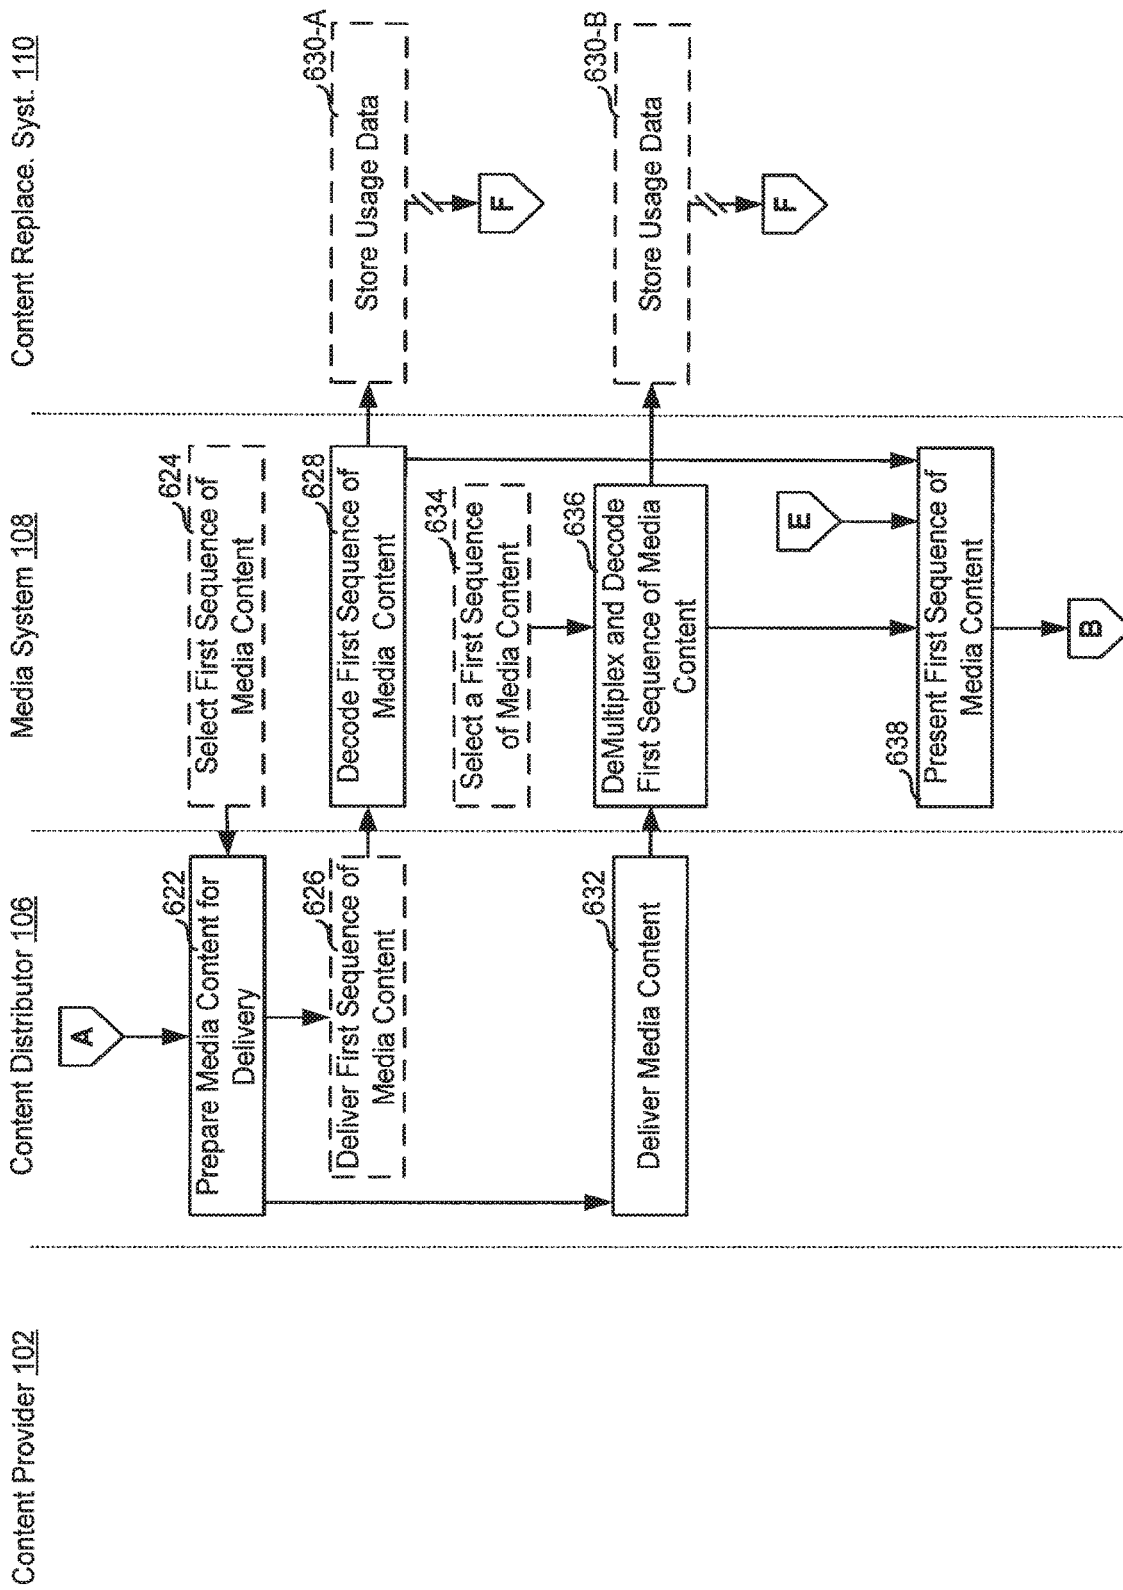 Content Provider 102
Content Distributor 106
Media System 108
Content Replace. Syst. 110
A
622
Prepare Media Content for
Delivery
624
Select First Sequence of
Media Content
626
Deliver First Sequence of
Media Content
628
Decode First Sequence of
Media Content
630-A
Store Usage Data
F
632
Deliver Media Content
634
Select a First Sequence
of Media Content
636
DeMultiplex and Decode
First Sequence of Media
Content
630-B
Store Usage Data
F
E
638
Present First Sequence of
Media Content
B